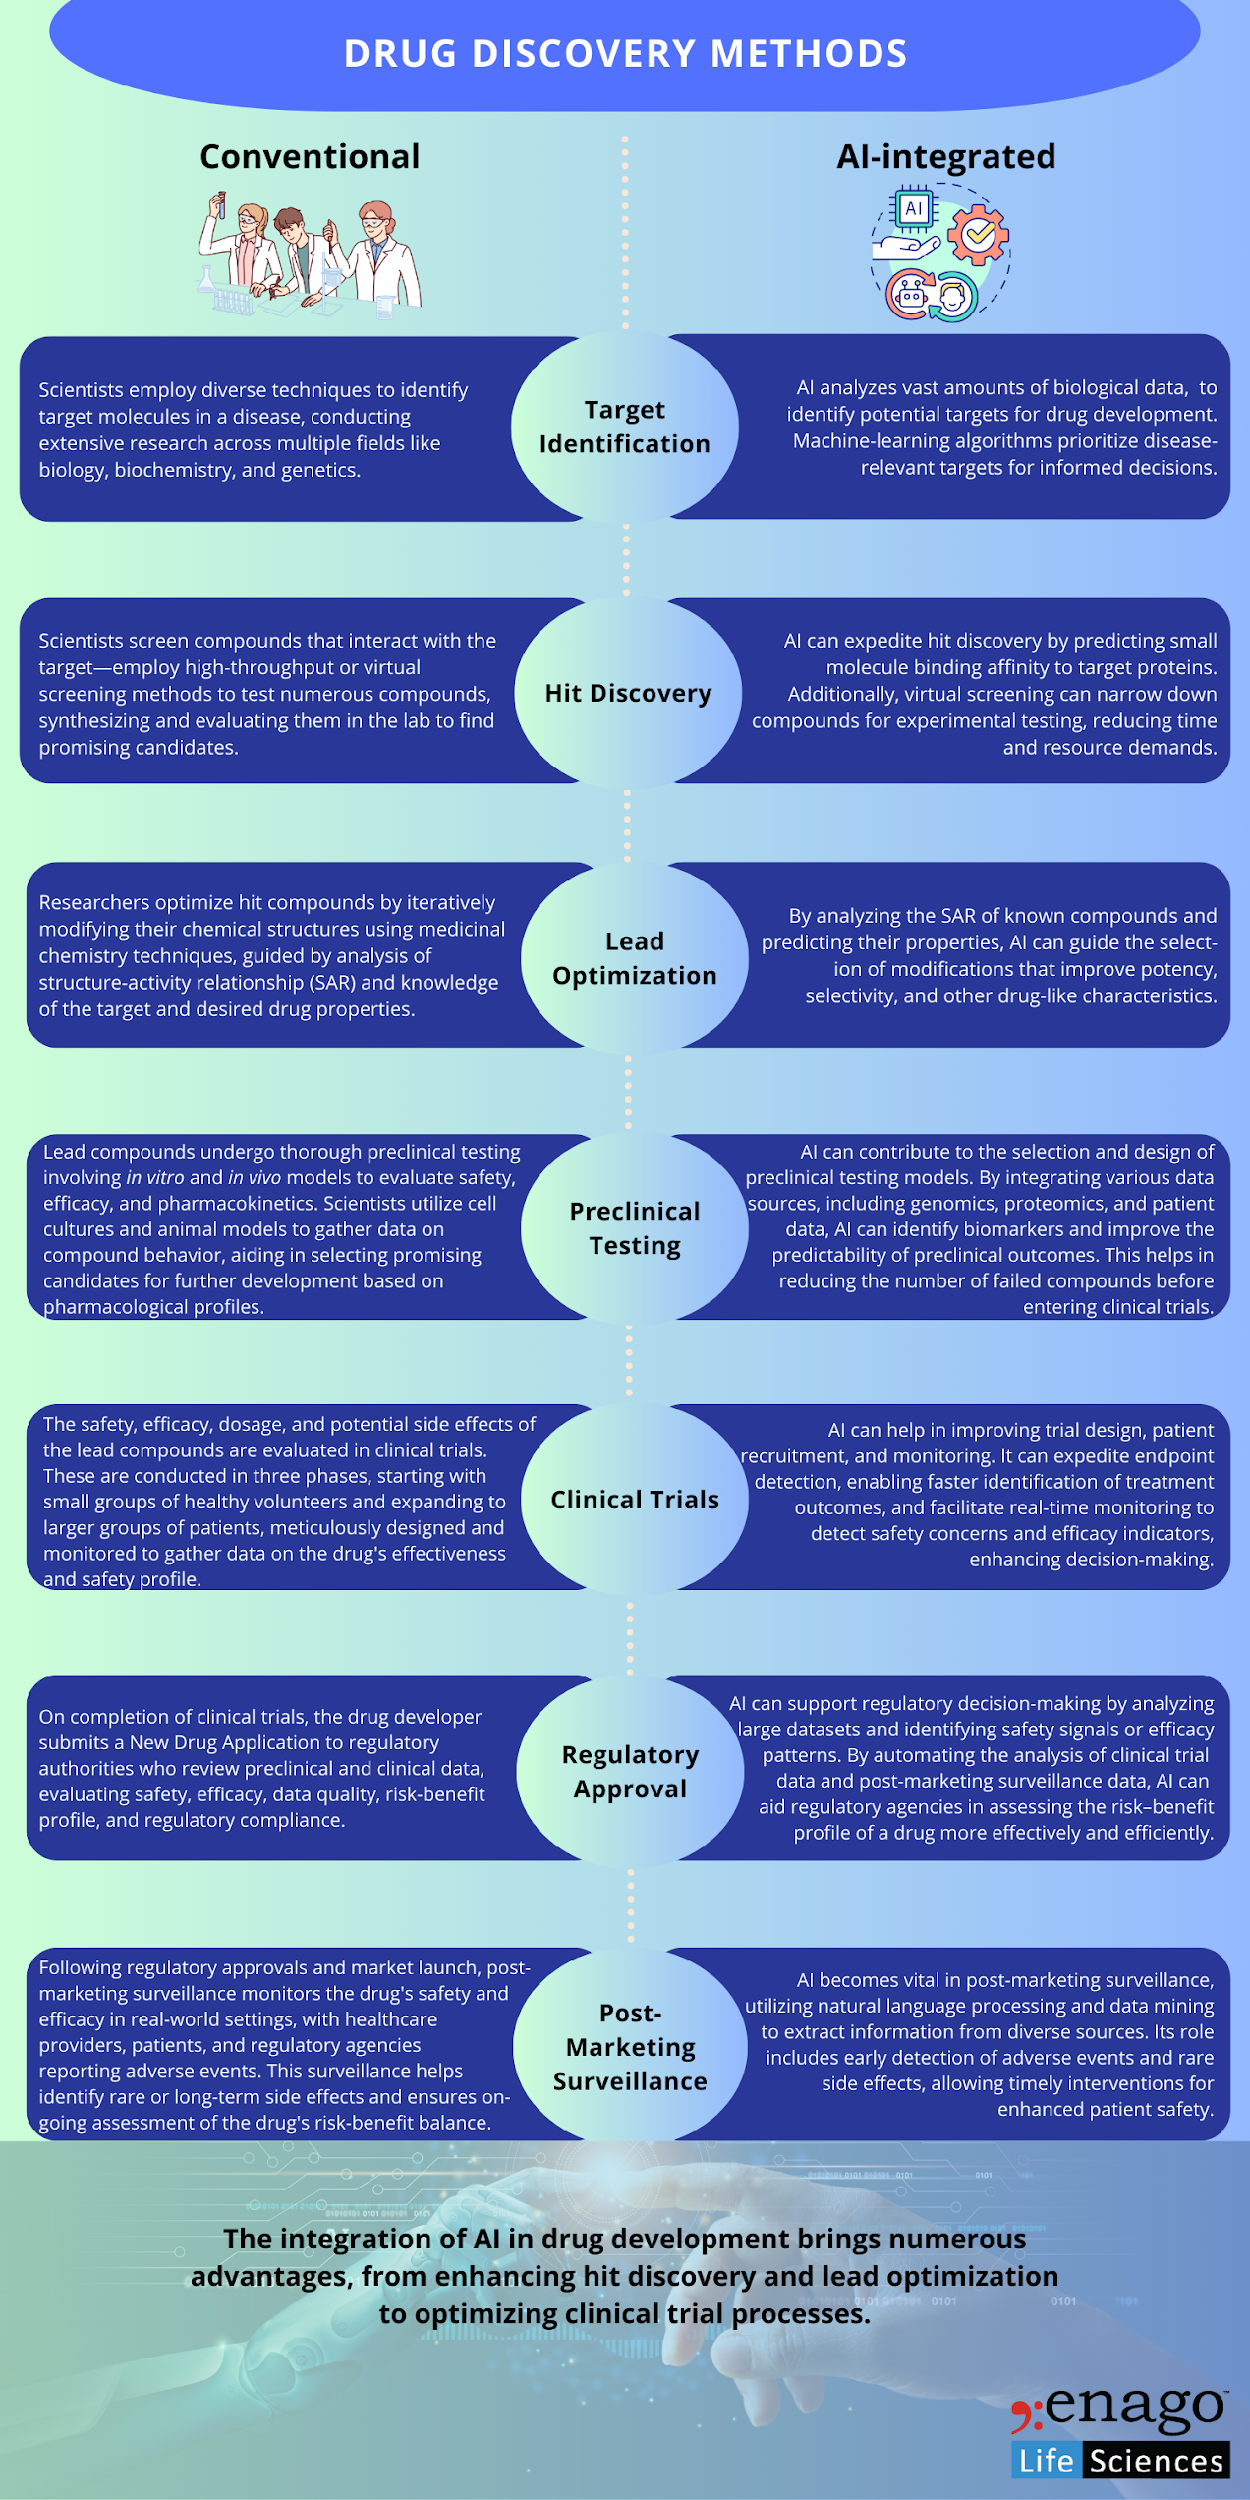 DRUG DISCOVERY METHODS
Conventional
AI-integrated
AI
Scientists employ diverse techniques to identify
target molecules in a disease, conducting
extensive research across multiple fields like
biology, biochemistry, and genetics.
Target
Identification
AI analyzes vast amounts of biological data, to
identify potential targets for drug development.
Machine-learning algorithms prioritize disease-
relevant targets for informed decisions.
Scientists screen compounds that interact with the
target—employ high-throughput or virtual
screening methods to test numerous compounds,
synthesizing and evaluating them in the lab to find
promising candidates.
Hit Discovery
AI can expedite hit discovery by predicting small
molecule binding affinity to target proteins.
Additionally, virtual screening can narrow down
compounds for experimental testing, reducing time
and resource demands.
Researchers optimize hit compounds by iteratively
modifying their chemical structures using medicinal
chemistry techniques, guided by analysis of
structure-activity relationship (SAR) and knowledge
of the target and desired drug properties.
Lead
Optimization
By analyzing the SAR of known compounds and
predicting their properties, AI can guide the select-
ion of modifications that improve potency,
selectivity, and other drug-like characteristics.
Lead compounds undergo thorough preclinical testing
involving in vitro and in vivo models to evaluate safety,
efficacy, and pharmacokinetics. Scientists utilize cell
cultures and animal models to gather data on
compound behavior, aiding in selecting promising
candidates for further development based on
pharmacological profiles.
Preclinical
Testing
AI can contribute to the selection and design of
preclinical testing models. By integrating various data
sources, including genomics, proteomics, and patient
data, AI can identify biomarkers and improve the
predictability of preclinical outcomes. This helps in
reducing the number of failed compounds before
entering clinical trials.
The safety, efficacy, dosage, and potential side effects of
the lead compounds are evaluated in clinical trials.
These are conducted in three phases, starting with
small groups of healthy volunteers and expanding to
larger groups of patients, meticulously designed and
monitored to gather data on the drug's effectiveness
and safety profile.
Clinical Trials
AI can help in improving trial design, patient
recruitment, and monitoring. It can expedite endpoint
detection, enabling faster identification of treatment
outcomes, and facilitate real-time monitoring to
detect safety concerns and efficacy indicators,
enhancing decision-making.
On completion of clinical trials, the drug developer
submits a New Drug Application to regulatory
authorities who review preclinical and clinical data,
evaluating safety, efficacy, data quality, risk-benefit
profile, and regulatory compliance.
Regulatory
Approval
AI can support regulatory decision-making by analyzing
large datasets and identifying safety signals or efficacy
patterns. By automating the analysis of clinical trial
data and post-marketing surveillance data, AI can
aid regulatory agencies in assessing the risk–benefit
profile of a drug more effectively and efficiently.
Following regulatory approvals and market launch, post-
marketing surveillance monitors the drug's safety and
efficacy in real-world settings, with healthcare
providers, patients, and regulatory agencies
reporting adverse events. This surveillance helps
identify rare or long-term side effects and ensures on-
going assessment of the drug's risk-benefit balance.
Post-
Marketing
Surveillance
AI becomes vital in post-marketing surveillance,
utilizing natural language processing and data mining
to extract information from diverse sources. Its role
includes early detection of adverse events and rare
side effects, allowing timely interventions for
enhanced patient safety.
The integration of AI in drug development brings numerous
advantages, from enhancing hit discovery and lead optimization
to optimizing clinical trial processes.
enago
Life Sciences